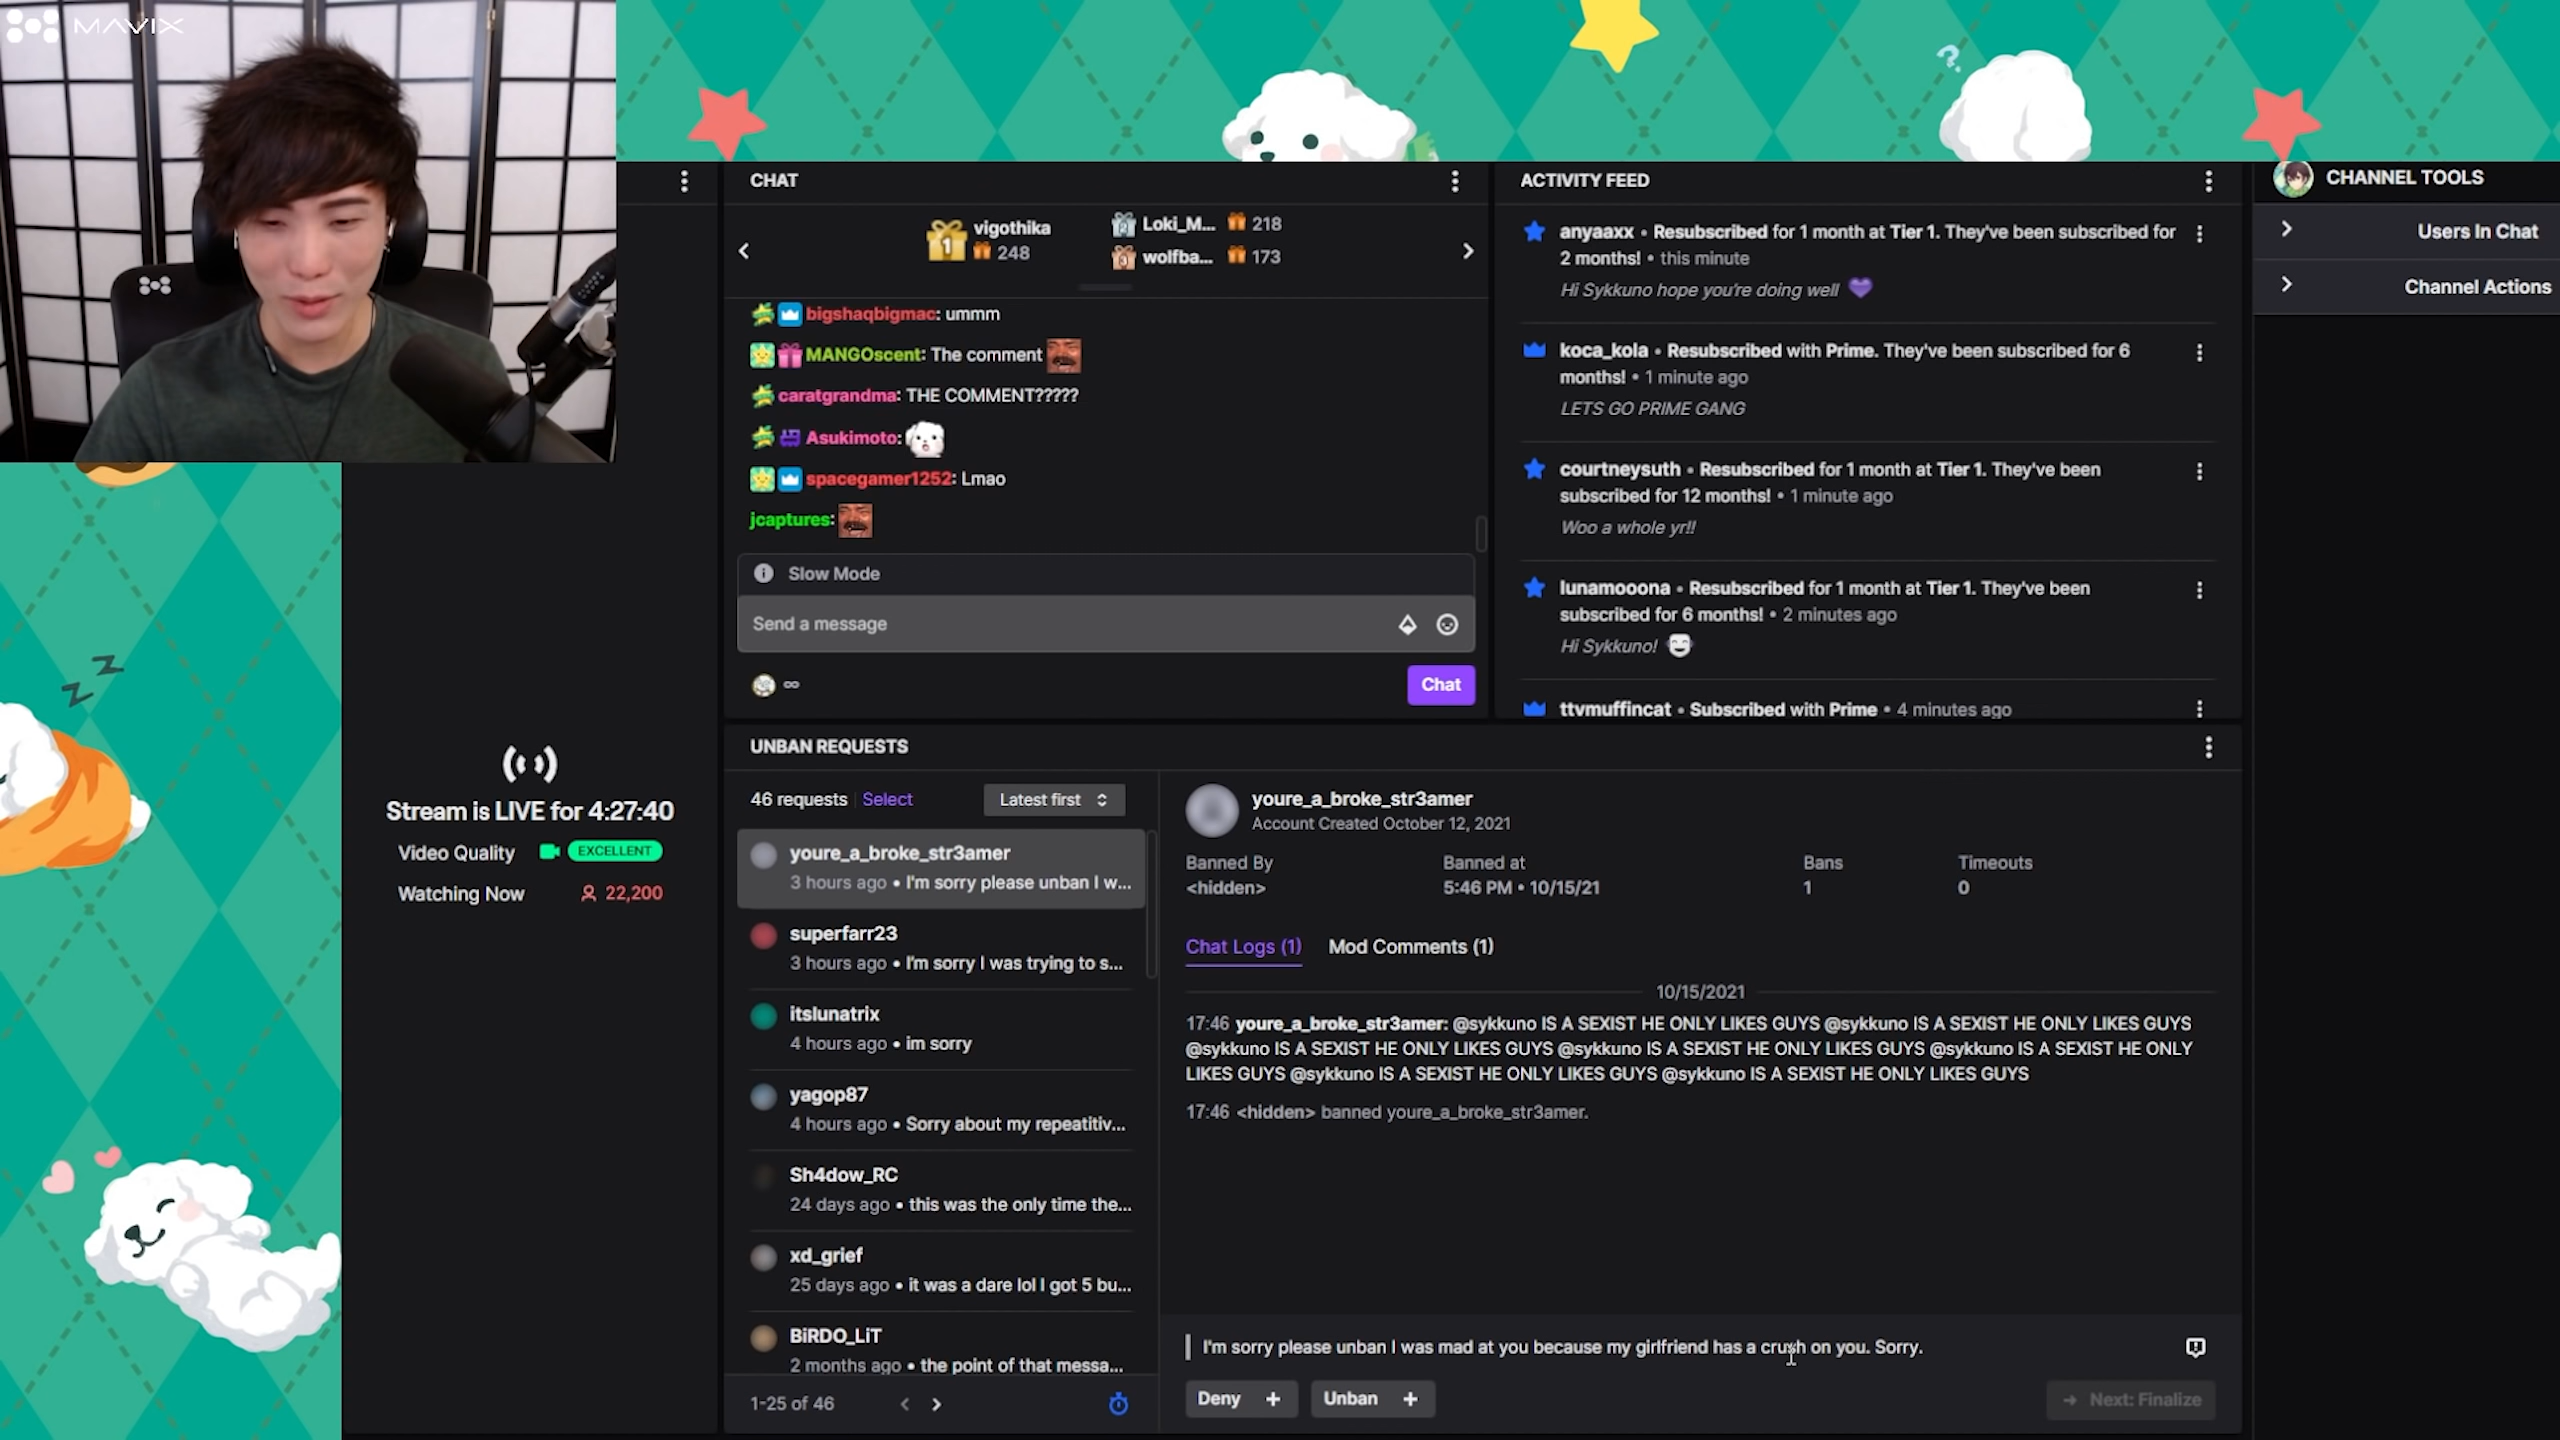 MAVIX
?
CHAT
vigothika
248
Loki_M... 218
wolfba... 173
bigshaqbigmac: ummm
MANGOscent: The comment
caratgrandma: THE COMMENT?????
Asukimoto:
spacegamer1252: Lmao
jcaptures:
Slow Mode
Send a message
Chat
ACTIVITY FEED
anyaaxx • Resubscribed for 1 month at Tier 1. They've been subscribed for
2 months! • this minute
Hi Sykkuno hope you're doing well
koca_kola • Resubscribed with Prime. They've been subscribed for 6
months! • 1 minute ago
LETS GO PRIME GANG
courtneysuth • Resubscribed for 1 month at Tier 1. They've been
subscribed for 12 months! • 1 minute ago
Woo a whole yr!!
lunamooona • Resubscribed for 1 month at Tier 1. They've been
subscribed for 6 months! • 2 minutes ago
Hi Sykkuno!
ttvmuffincat • Subscribed with Prime • 4 minutes ago
CHANNEL TOOLS
Users In Chat
Channel Actions
z z
Stream is LIVE for 4:27:40
Video Quality EXCELLENT
Watching Now 22,200
UNBAN REQUESTS
46 requests Select Latest first
youre_a_broke_str3amer
3 hours ago • I'm sorry please unban I w...
superfarr23
3 hours ago • I'm sorry I was trying to s...
itslunatrix
4 hours ago • im sorry
yagop87
4 hours ago • Sorry about my repeatitiv...
Sh4dow_RC
24 days ago • this was the only time the...
xd_grief
25 days ago • it was a dare lol I got 5 bu...
BiRDO_LiT
2 months ago • the point of that messa...
1-25 of 46
youre_a_broke_str3amer
Account Created October 12, 2021
Banned By Banned at Bans Timeouts
<hidden> 5:46 PM • 10/15/21 1 0
Chat Logs (1) Mod Comments (1)
10/15/2021
17:46 youre_a_broke_str3amer: @sykkuno IS A SEXIST HE ONLY LIKES GUYS @sykkuno IS A SEXIST HE ONLY LIKES GUYS
@sykkuno IS A SEXIST HE ONLY LIKES GUYS @sykkuno IS A SEXIST HE ONLY LIKES GUYS @sykkuno IS A SEXIST HE ONLY
LIKES GUYS @sykkuno IS A SEXIST HE ONLY LIKES GUYS @sykkuno IS A SEXIST HE ONLY LIKES GUYS
17:46 <hidden> banned youre_a_broke_str3amer.
I'm sorry please unban I was mad at you because my girlfriend has a crush on you. Sorry.
Deny + Unban + Next: Finalize